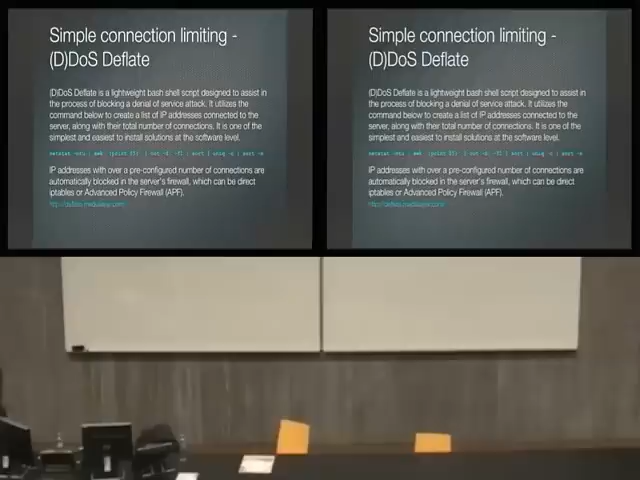 Simple connection limiting -
(D)DoS Deflate
(D)DoS Deflate is a lightweight bash shell script designed to assist in
the process of blocking a denial of service attack. It utilizes the
command below to create a list of IP addresses connected to the
server, along with their total number of connections. It is one of the
simplest and easiest to install solutions at the software level.
IP addresses with over a pre-configured number of connections are
automatically blocked in the server's firewall, which can be direct
iptables or Advanced Policy Firewall (APF).
Simple connection limiting -
(D)DoS Deflate
(D)DoS Deflate is a lightweight bash shell script designed to assist in
the process of blocking a denial of service attack. It utilizes the
command below to create a list of IP addresses connected to the
server, along with their total number of connections. It is one of the
simplest and easiest to install solutions at the software level.
IP addresses with over a pre-configured number of connections are
automatically blocked in the server's firewall, which can be direct
iptables or Advanced Policy Firewall (APF).